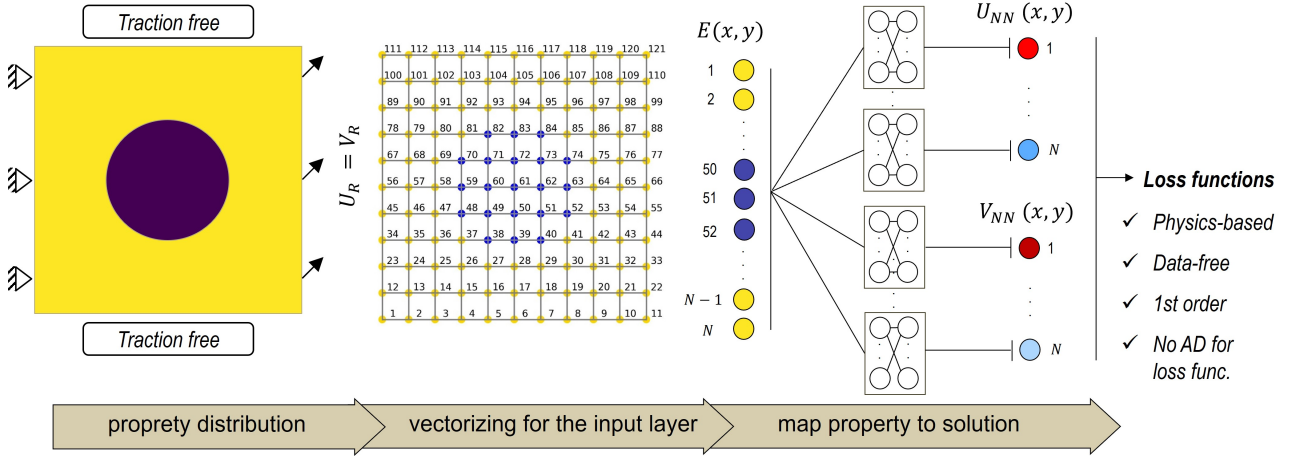 Traction free
Traction free
U_R = V_R
111 112 113 114 115 116 117 118 119 120 121
100 101 102 103 104 105 106 107 108 109 110
89 90 91 92 93 94 95 96 97 98 99
78 79 80 81 82 83 84 85 86 87 88
67 68 69 70 71 72 73 74 75 76 77
56 57 58 59 60 61 62 63 64 65 66
45 46 47 48 49 50 51 52 53 54 55
34 35 36 37 38 39 40 41 42 43 44
23 24 25 26 27 28 29 30 31 32 33
12 13 14 15 16 17 18 19 20 21 22
1 2 3 4 5 6 7 8 9 10 11
E(x, y)
1
2
50
51
52
N − 1
N
U_NN (x, y)
1
N
V_NN (x, y)
1
N
Loss functions
✓ Physics-based
✓ Data-free
✓ 1st order
✓ No AD for
loss func.
proprety distribution
vectorizing for the input layer
map property to solution